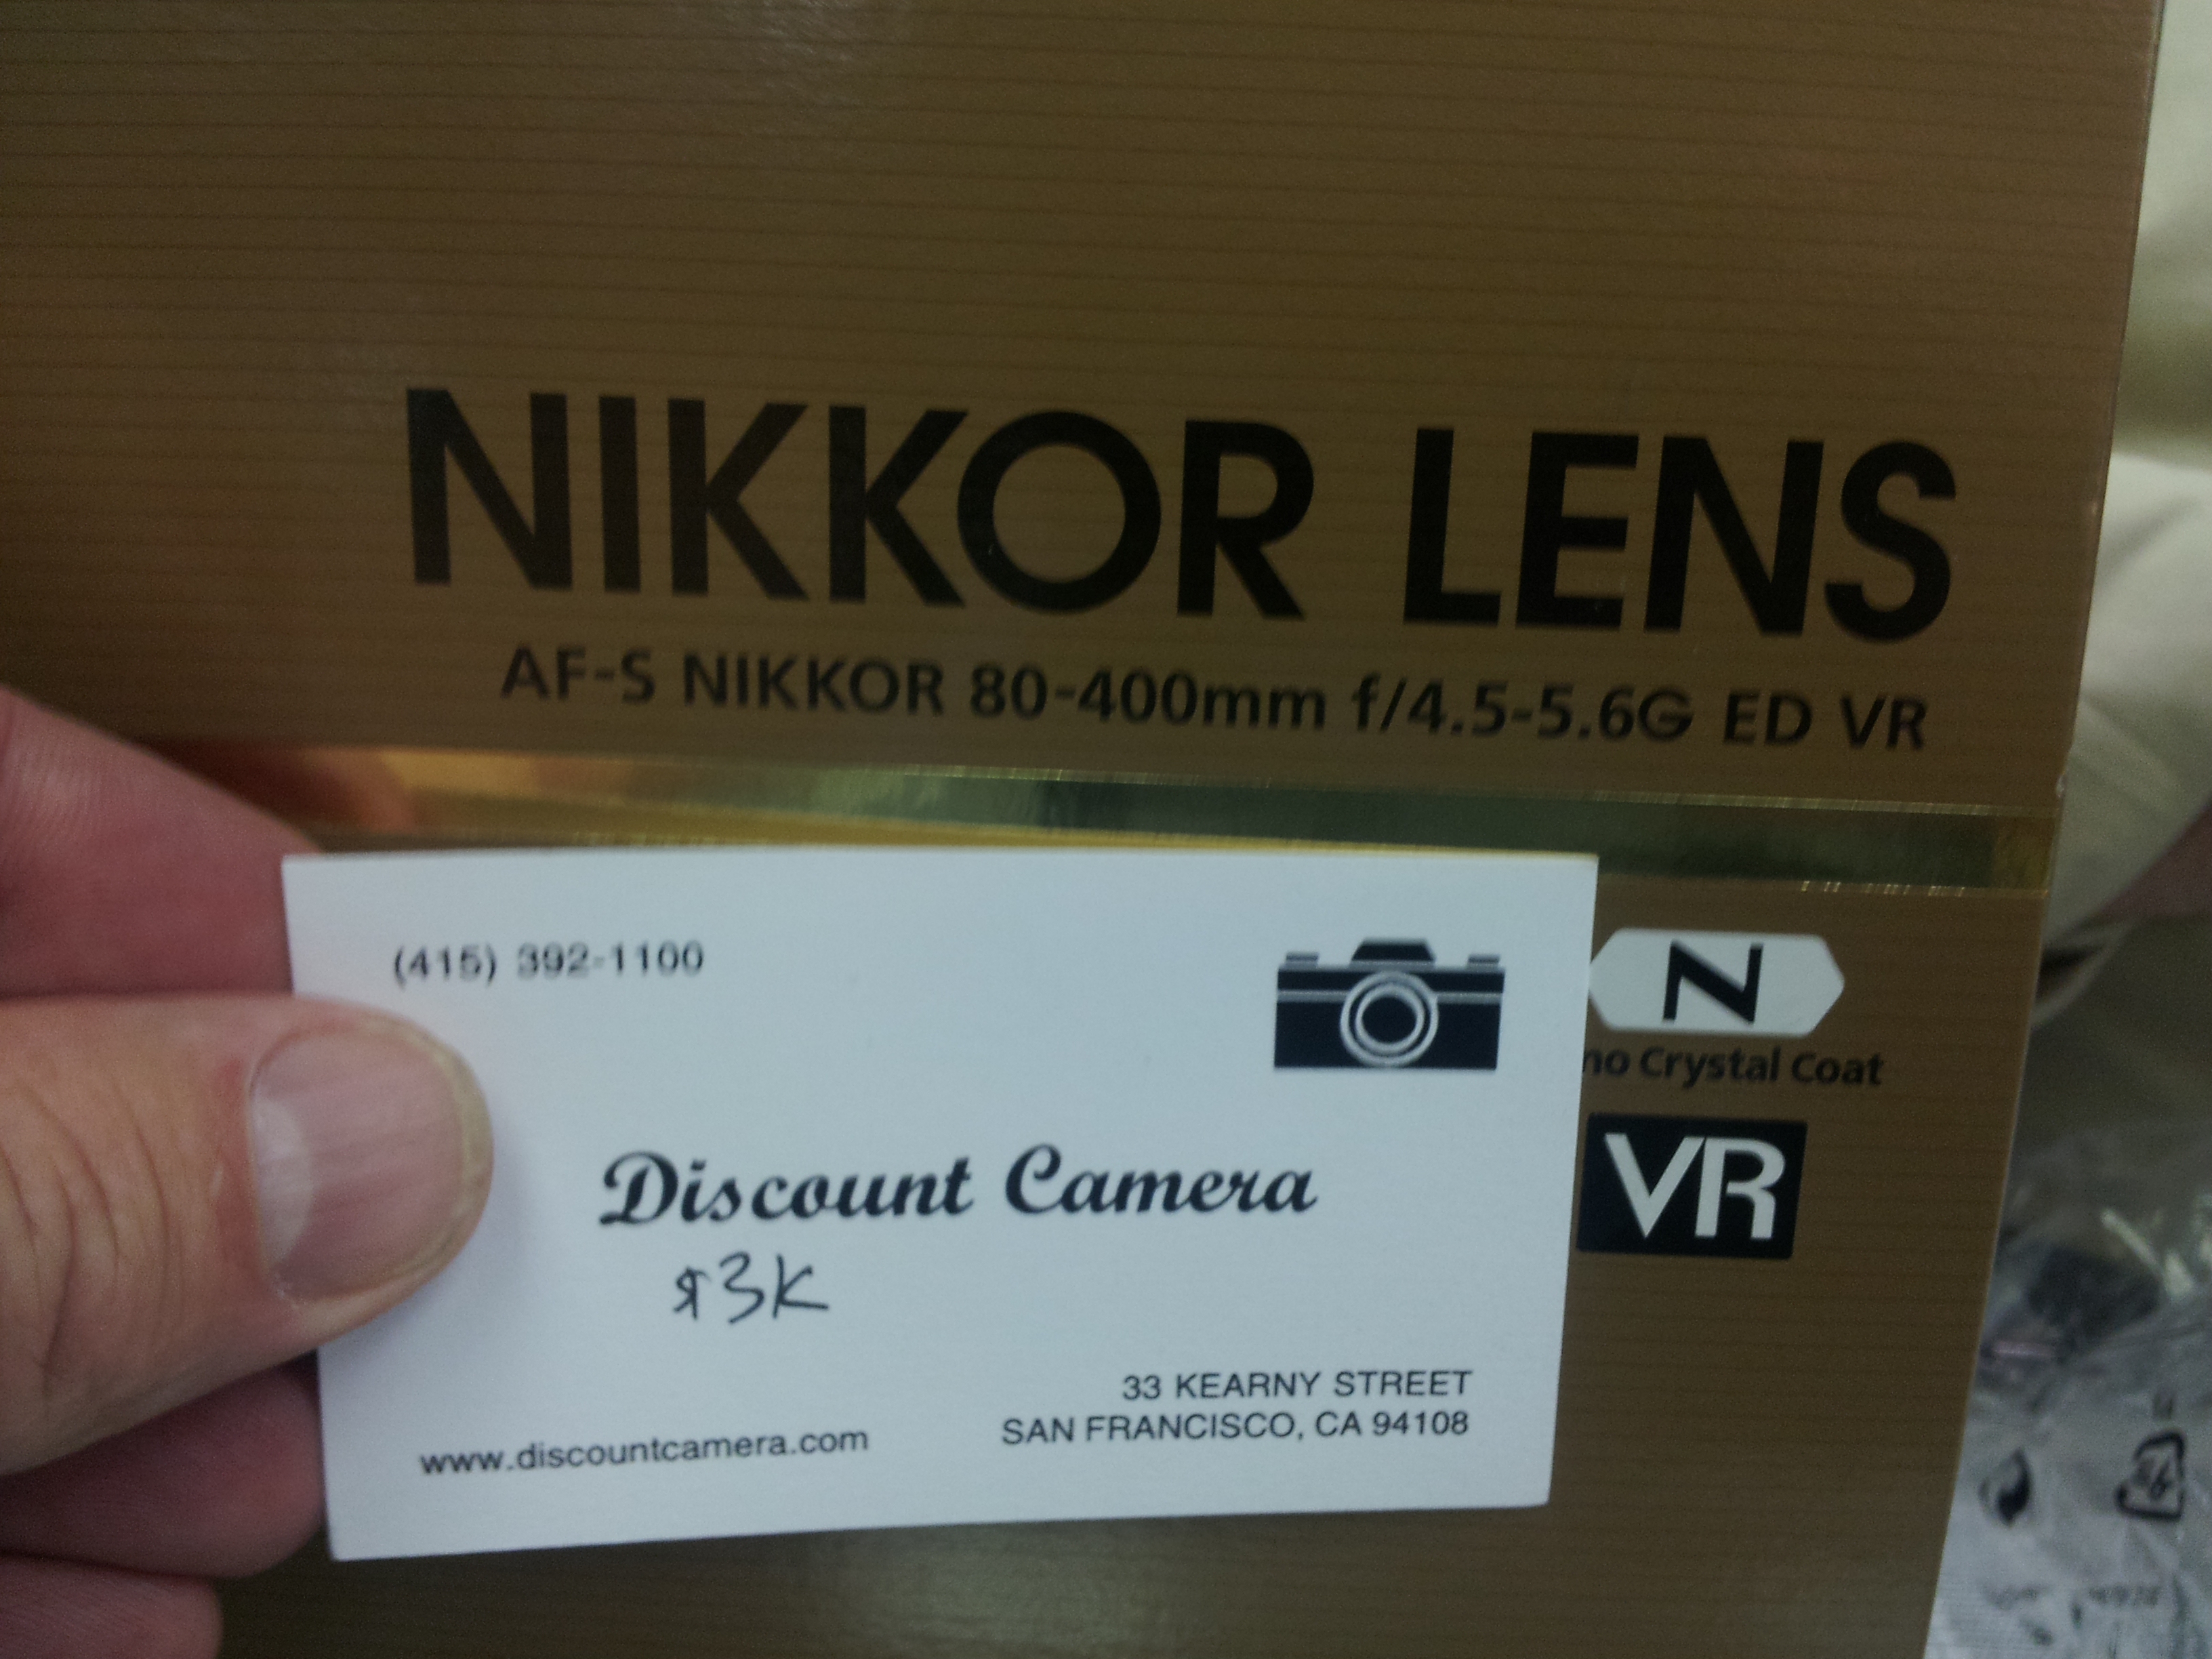 NIKKOR LENS
AF-S NIKKOR 80-400mm f/4.5-5.6G ED VR
(415) 392-1100
N
no Crystal Coat
VR
Discount Camera
$3K
33 KEARNY STREET
SAN FRANCISCO, CA 94108
www.discountcamera.com